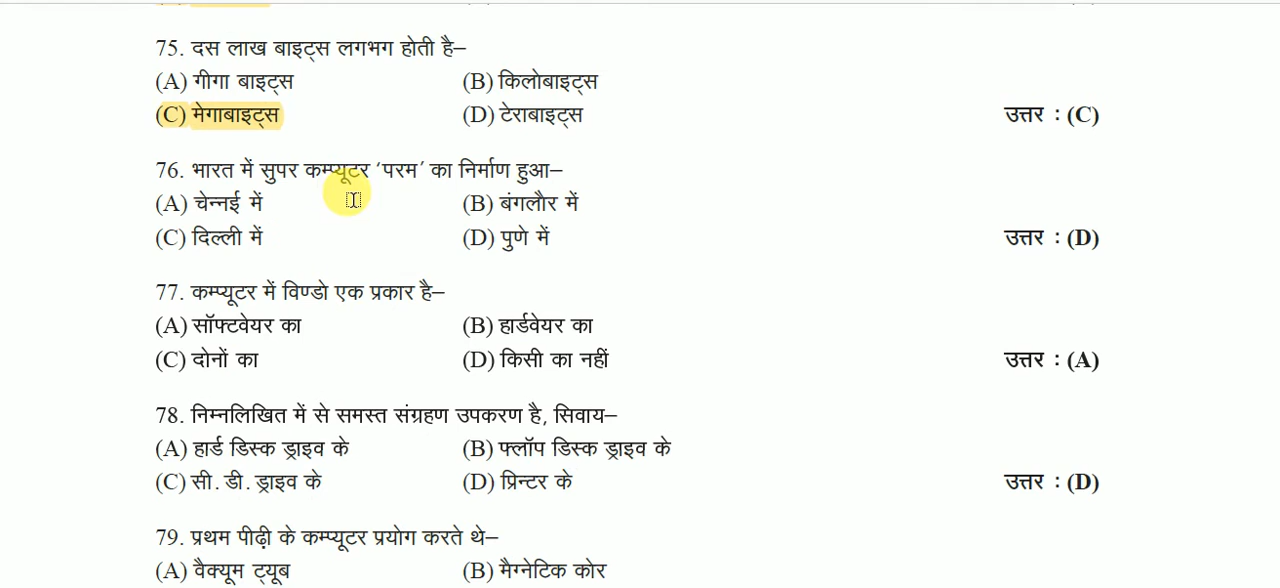 75. दस लाख बाइट्स लगभग होती है–
(A) गीगा बाइट्स (B) किलोबाइट्स
(C) मेगाबाइट्स (D) टेराबाइट्स उत्तर : (C)
76. भारत में सुपर कम्प्यूटर ‘परम’ का निर्माण हुआ–
(A) चेन्नई में (B) बंगलौर में
(C) दिल्ली में (D) पुणे में उत्तर : (D)
77. कम्प्यूटर में विण्डो एक प्रकार है–
(A) सॉफ्टवेयर का (B) हार्डवेयर का
(C) दोनों का (D) किसी का नहीं उत्तर : (A)
78. निम्नलिखित में से समस्त संग्रहण उपकरण है, सिवाय–
(A) हार्ड डिस्क ड्राइव के (B) फ्लॉप डिस्क ड्राइव के
(C) सी.डी.ड्राइव के (D) प्रिन्टर के उत्तर : (D)
79. प्रथम पीढ़ी के कम्प्यूटर प्रयोग करते थे–
(A) वैक्यूम ट्यूब (B) मैग्नेटिक कोर